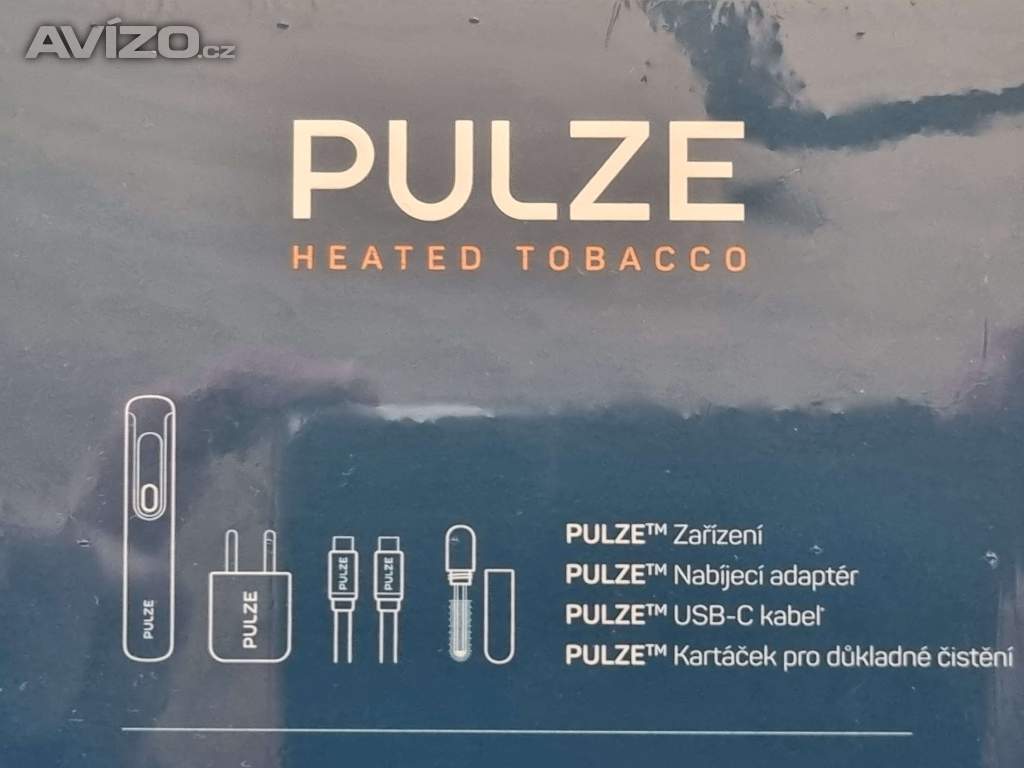 AVÍZO.cz
PULZE
HEATED TOBACCO
PULZE
PULZE
PULZE
PULZE
PULZE™ Zařízení
PULZE™ Nabíjecí adaptér
PULZE™ USB-C kabel*
PULZE™ Kartáček pro důkladné čistění